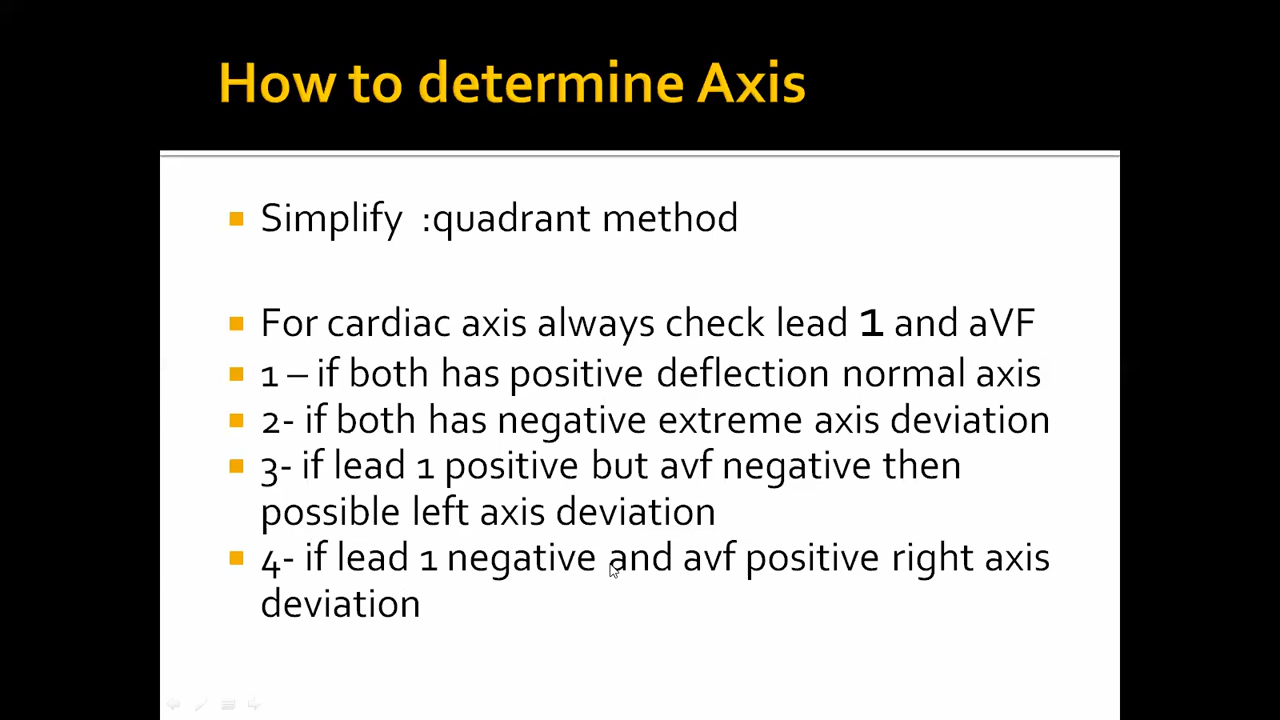 How to determine Axis
Simplify :quadrant method
For cardiac axis always check lead 1 and aVF
1 – if both has positive deflection normal axis
2- if both has negative extreme axis deviation
3- if lead 1 positive but avf negative then
possible left axis deviation
4- if lead 1 negative and avf positive right axis
deviation